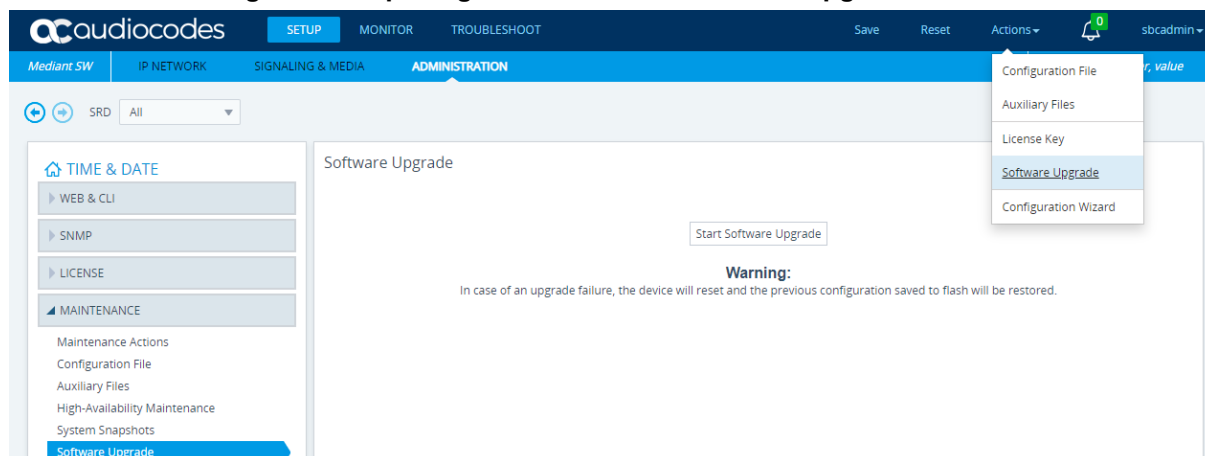 audiocodes SETUP MONITOR TROUBLESHOOT Save Reset Actions 0 sbcadmin
Mediant SW IP NETWORK SIGNALING & MEDIA ADMINISTRATION r, value
SRD All
Configuration File
Auxiliary Files
License Key
Software Upgrade
Configuration Wizard
TIME & DATE
WEB & CLI
SNMP
LICENSE
MAINTENANCE
Maintenance Actions
Configuration File
Auxiliary Files
High-Availability Maintenance
System Snapshots
Software Upgrade
Software Upgrade
Start Software Upgrade
Warning:
In case of an upgrade failure, the device will reset and the previous configuration saved to flash will be restored.